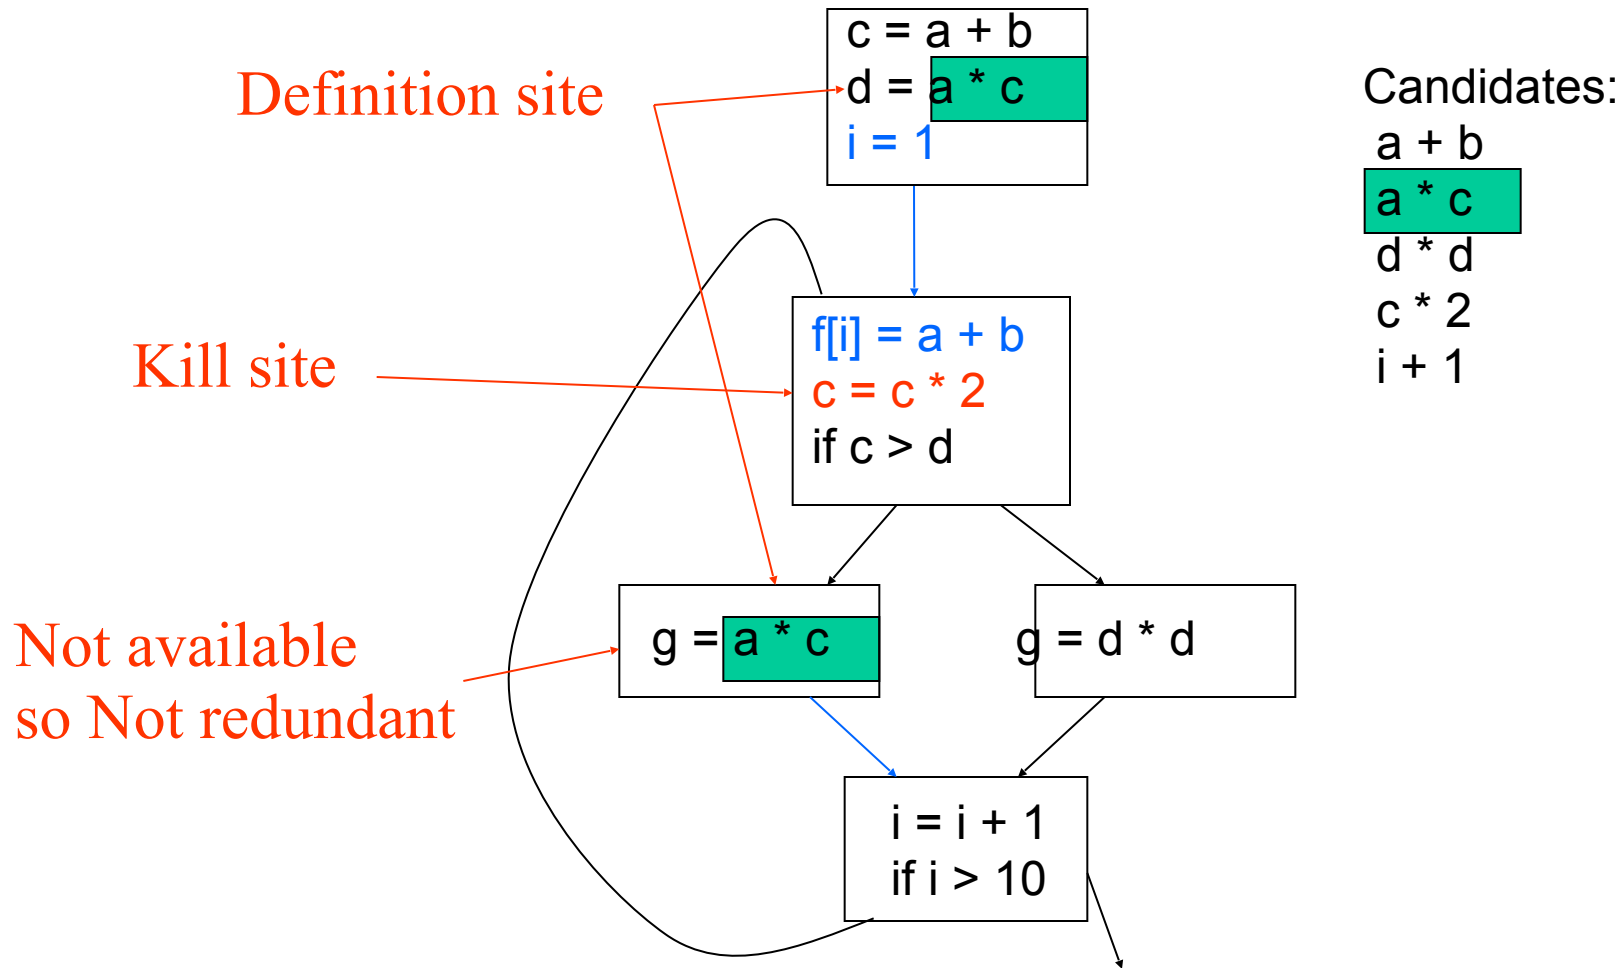 c = a + b
Definition site
d = a * c
i = 1
Candidates:
a + b
a * c
d * d
c * 2
i + 1
Kill site
f[i] = a + b
c = c * 2
if c > d
Not available
so Not redundant
g = a * c
g = d * d
i = i + 1
if i > 10